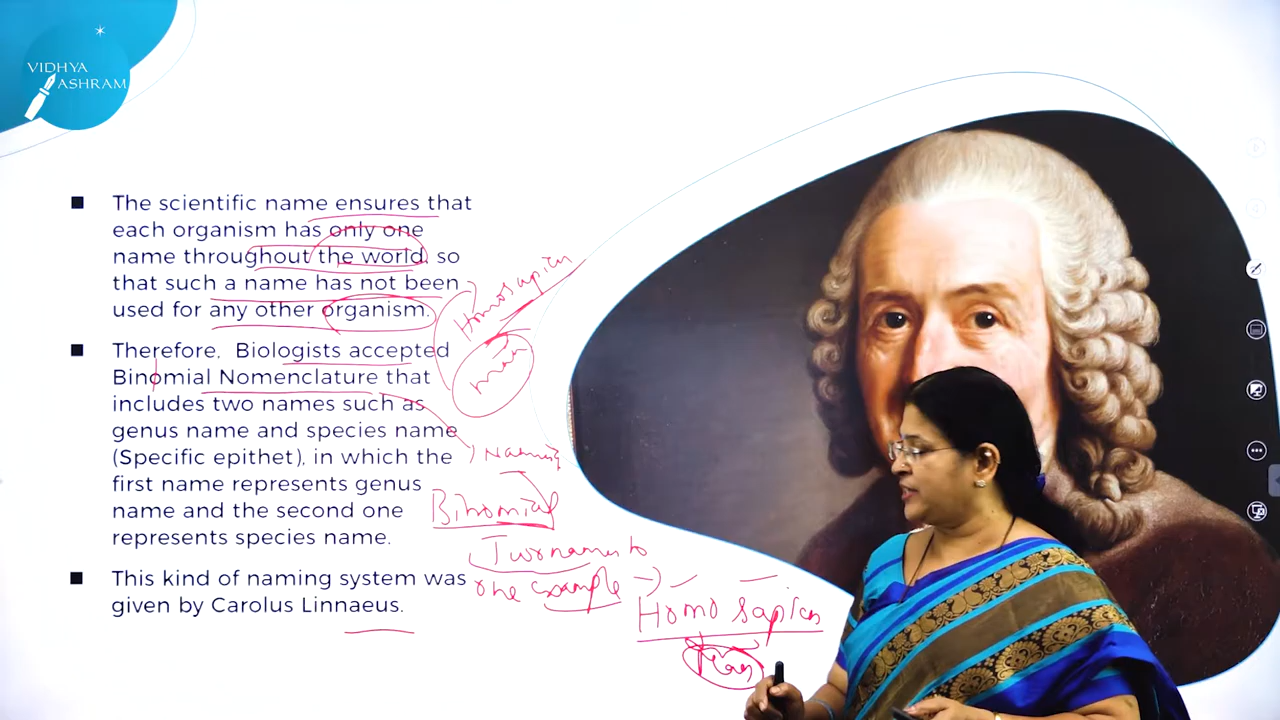 VIDHYA
ASHRAM
The scientific name ensures that
each organism has only one
name throughout the world, so
that such a name has not been
used for any other organism.
Therefore, Biologists accepted
Binomial Nomenclature that
includes two names such as
genus name and species name
(Specific epithet), in which the
first name represents genus
name and the second one
represents species name.
This kind of naming system was
given by Carolus Linnaeus.
Homosapien
man
Naming
Binomial
Two names to
one example
Homo sapien